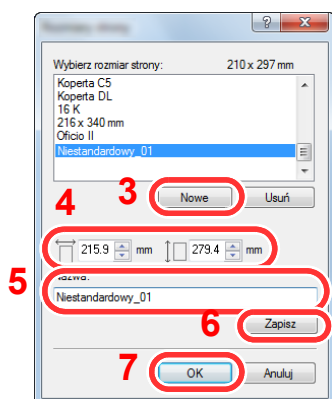 Rozmiary strony
Wybierz rozmiar strony: 210 x 297 mm
Koperta C5
Koperta DL
16 K
216 x 340 mm
Oficio II
Niestandardowy_01
3 Nowe Usuń
4
215.9 mm 279.4 mm
5 Nazwa:
Niestandardowy_01
6 Zapisz
7 OK Anuluj